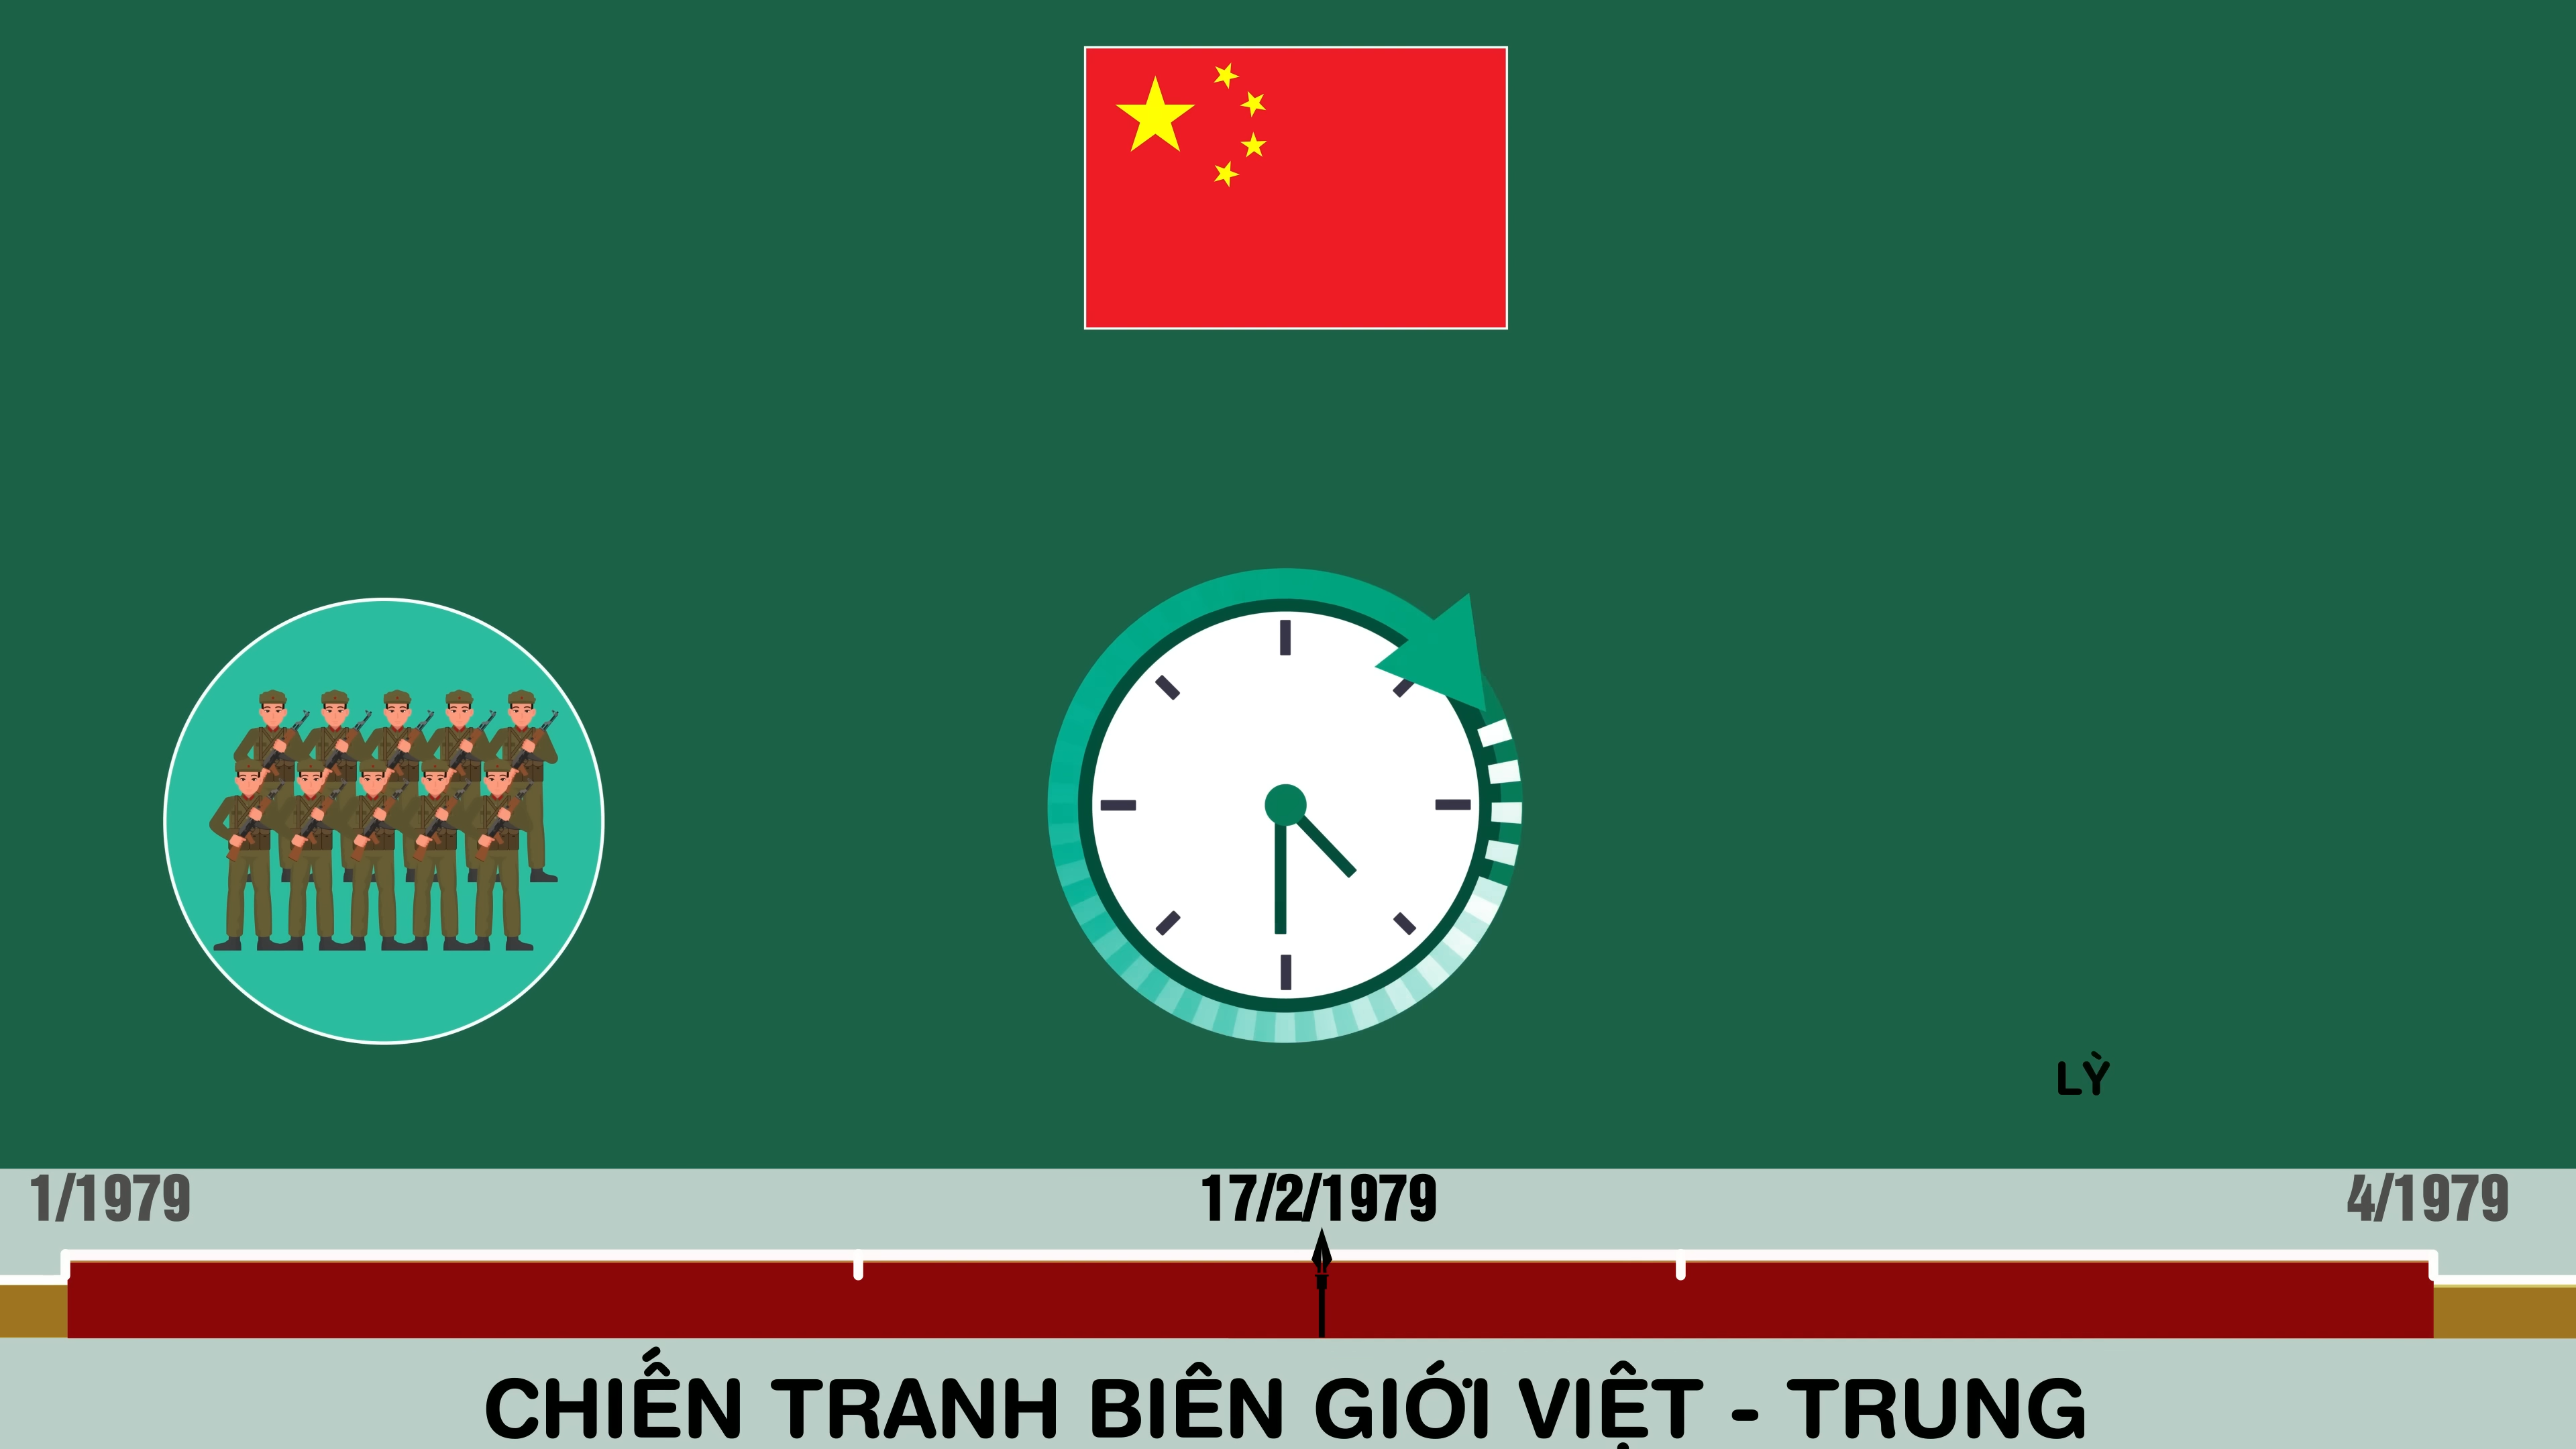 LỲ
1/1979 17/2/1979 4/1979
CHIẾN TRANH BIÊN GIỚI VIỆT - TRUNG